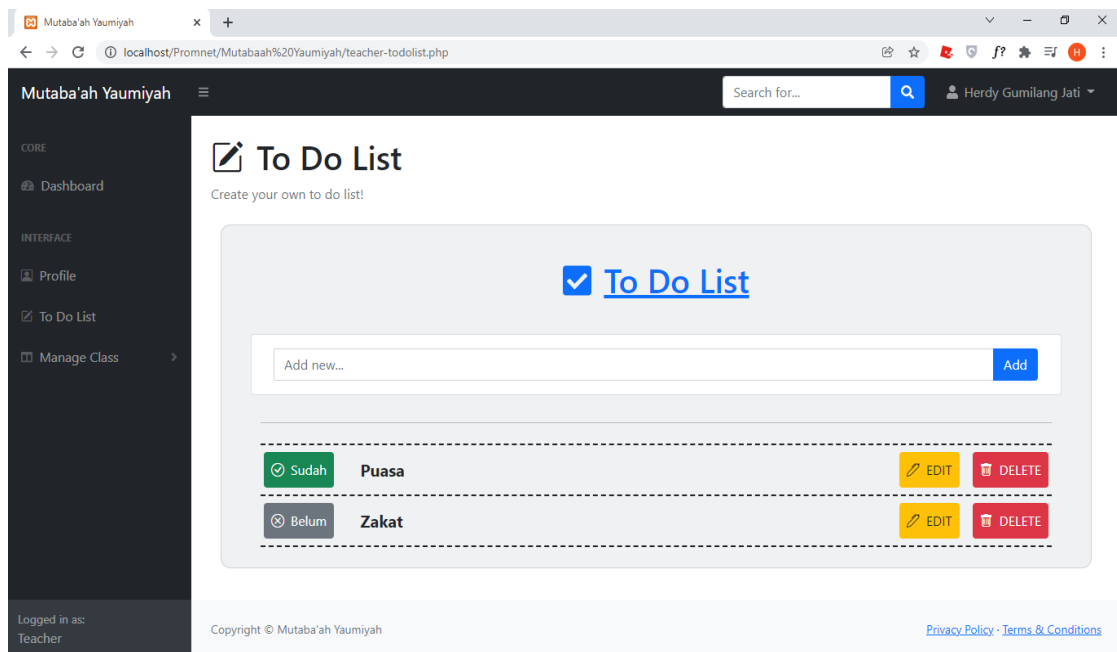 Mutaba'ah Yaumiyah
localhost/Promnet/Mutabaah%20Yaumiyah/teacher-todolist.php
f?
H
Mutaba'ah Yaumiyah
Search for...
Herdy Gumilang Jati
CORE
Dashboard
INTERFACE
Profile
To Do List
Manage Class
Logged in as:
Teacher
To Do List
Create your own to do list!
To Do List
Add new...
Add
Sudah Puasa EDIT DELETE
Belum Zakat EDIT DELETE
Copyright © Mutaba'ah Yaumiyah
Privacy Policy · Terms & Conditions